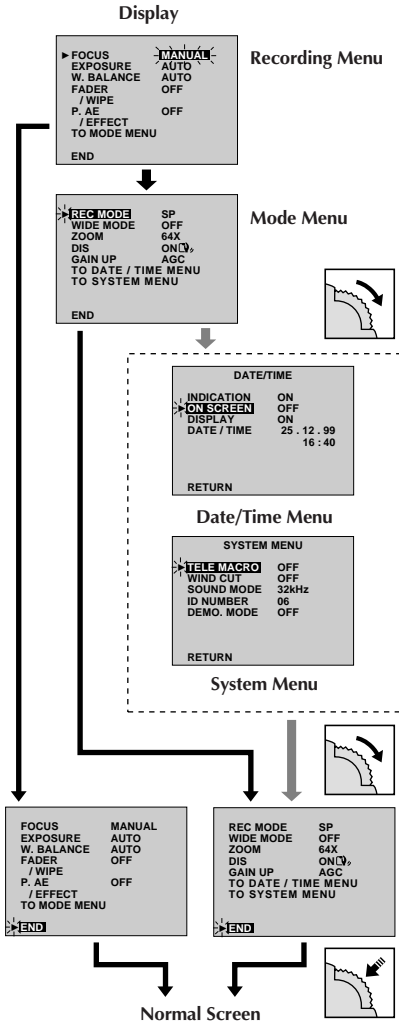 Display
Recording Menu
FOCUS MANUAL
EXPOSURE AUTO
W. BALANCE AUTO
FADER OFF
/ WIPE
P. AE OFF
/ EFFECT
TO MODE MENU
END
Mode Menu
REC MODE SP
WIDE MODE OFF
ZOOM 64X
DIS ON
GAIN UP AGC
TO DATE / TIME MENU
TO SYSTEM MENU
END
DATE/TIME
INDICATION ON
ON SCREEN OFF
DISPLAY ON
DATE / TIME 25 . 12 . 99
16 : 40
RETURN
Date/Time Menu
SYSTEM MENU
TELE MACRO OFF
WIND CUT OFF
SOUND MODE 32kHz
ID NUMBER 06
DEMO. MODE OFF
RETURN
System Menu
FOCUS MANUAL
EXPOSURE AUTO
W. BALANCE AUTO
FADER OFF
/ WIPE
P. AE OFF
/ EFFECT
TO MODE MENU
END
REC MODE SP
WIDE MODE OFF
ZOOM 64X
DIS ON
GAIN UP AGC
TO DATE / TIME MENU
TO SYSTEM MENU
END
Normal Screen